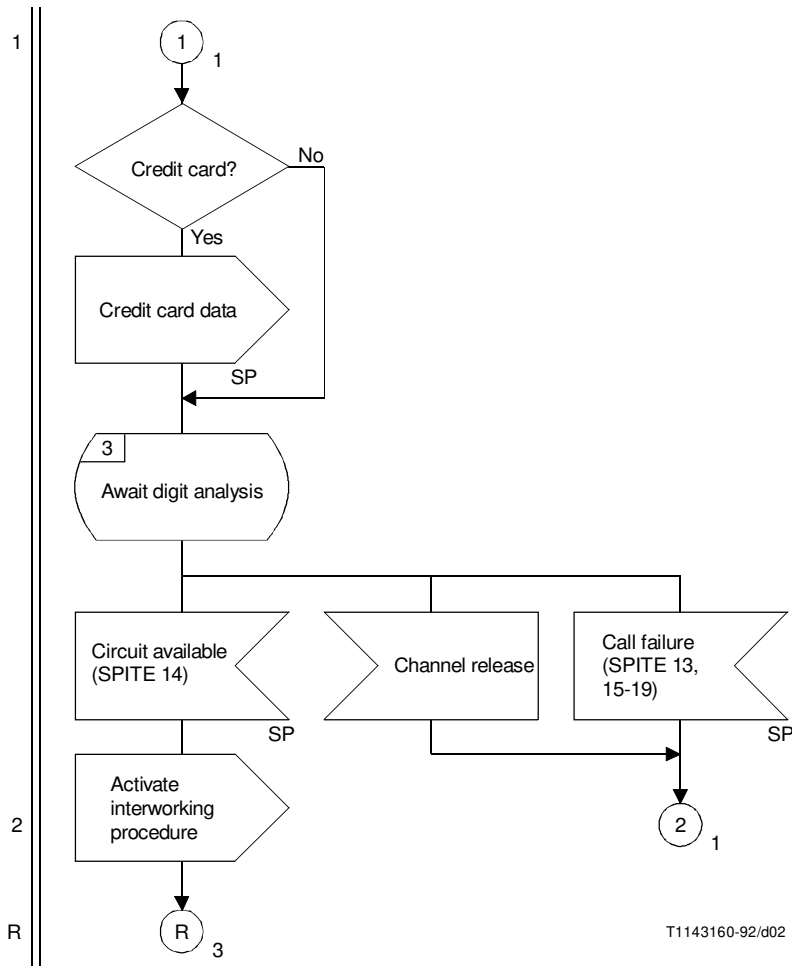 1
1
1
Credit card?
No
Yes
Credit card data
SP
3
Await digit analysis
Circuit available
(SPITE 14)
SP
Channel release
Call failure
(SPITE 13,
15-19)
SP
Activate
interworking
procedure
2
2
1
R
R
3
T1143160-92/d02